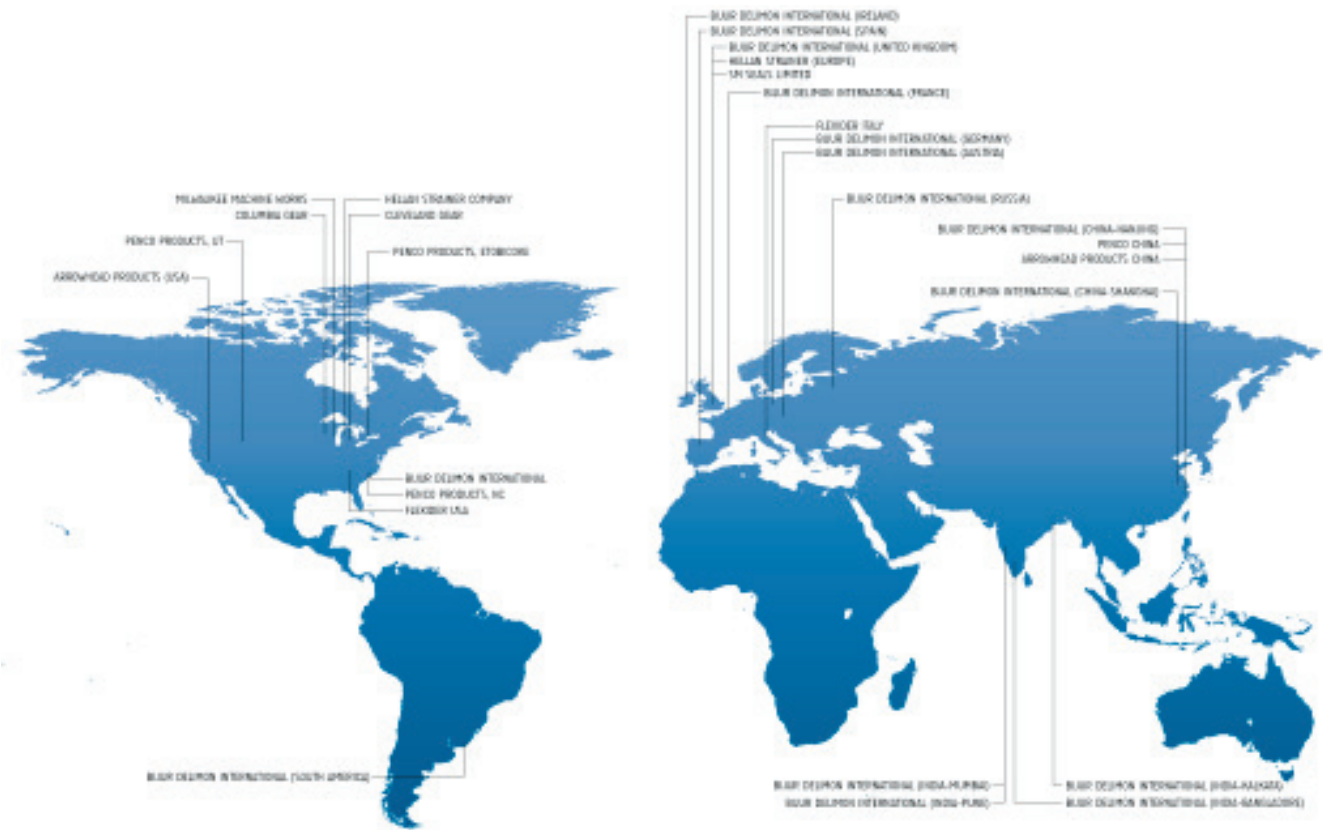 BIJUR DELIMON INTERNATIONAL (IRELAND)
BIJUR DELIMON INTERNATIONAL (SPAIN)
BIJUR DELIMON INTERNATIONAL (UNITED KINGDOM)
HELLAN STRAINER (EUROPE)
SM SEALS LIMITED
BIJUR DELIMON INTERNATIONAL (FRANCE)
FLEXIDER ITALY
BIJUR DELIMON INTERNATIONAL (GERMANY)
BIJUR DELIMON INTERNATIONAL (AUSTRIA)
MILWAUKEE MACHINE WORKS
HELLAN STRAINER COMPANY
BIJUR DELIMON INTERNATIONAL (RUSSIA)
COLUMBIA GEAR
CLEVELAND GEAR
BIJUR DELIMON INTERNATIONAL (CHINA-NANJING)
PENCO PRODUCTS, UT
PENCO CHINA
PENCO PRODUCTS, ETOBICOKE
ARROWHEAD PRODUCTS CHINA
ARROWHEAD PRODUCTS (USA)
BIJUR DELIMON INTERNATIONAL (CHINA-SHANGHAI)
BIJUR DELIMON INTERNATIONAL
PENCO PRODUCTS, NC
FLEXIDER USA
BIJUR DELIMON INTERNATIONAL (SOUTH AMERICA)
BIJUR DELIMON INTERNATIONAL (INDIA-MUMBAI)
BIJUR DELIMON INTERNATIONAL (INDIA-KALKATA)
BIJUR DELIMON INTERNATIONAL (INDIA-PUNE)
BIJUR DELIMON INTERNATIONAL (INDIA-BANGLADORE)